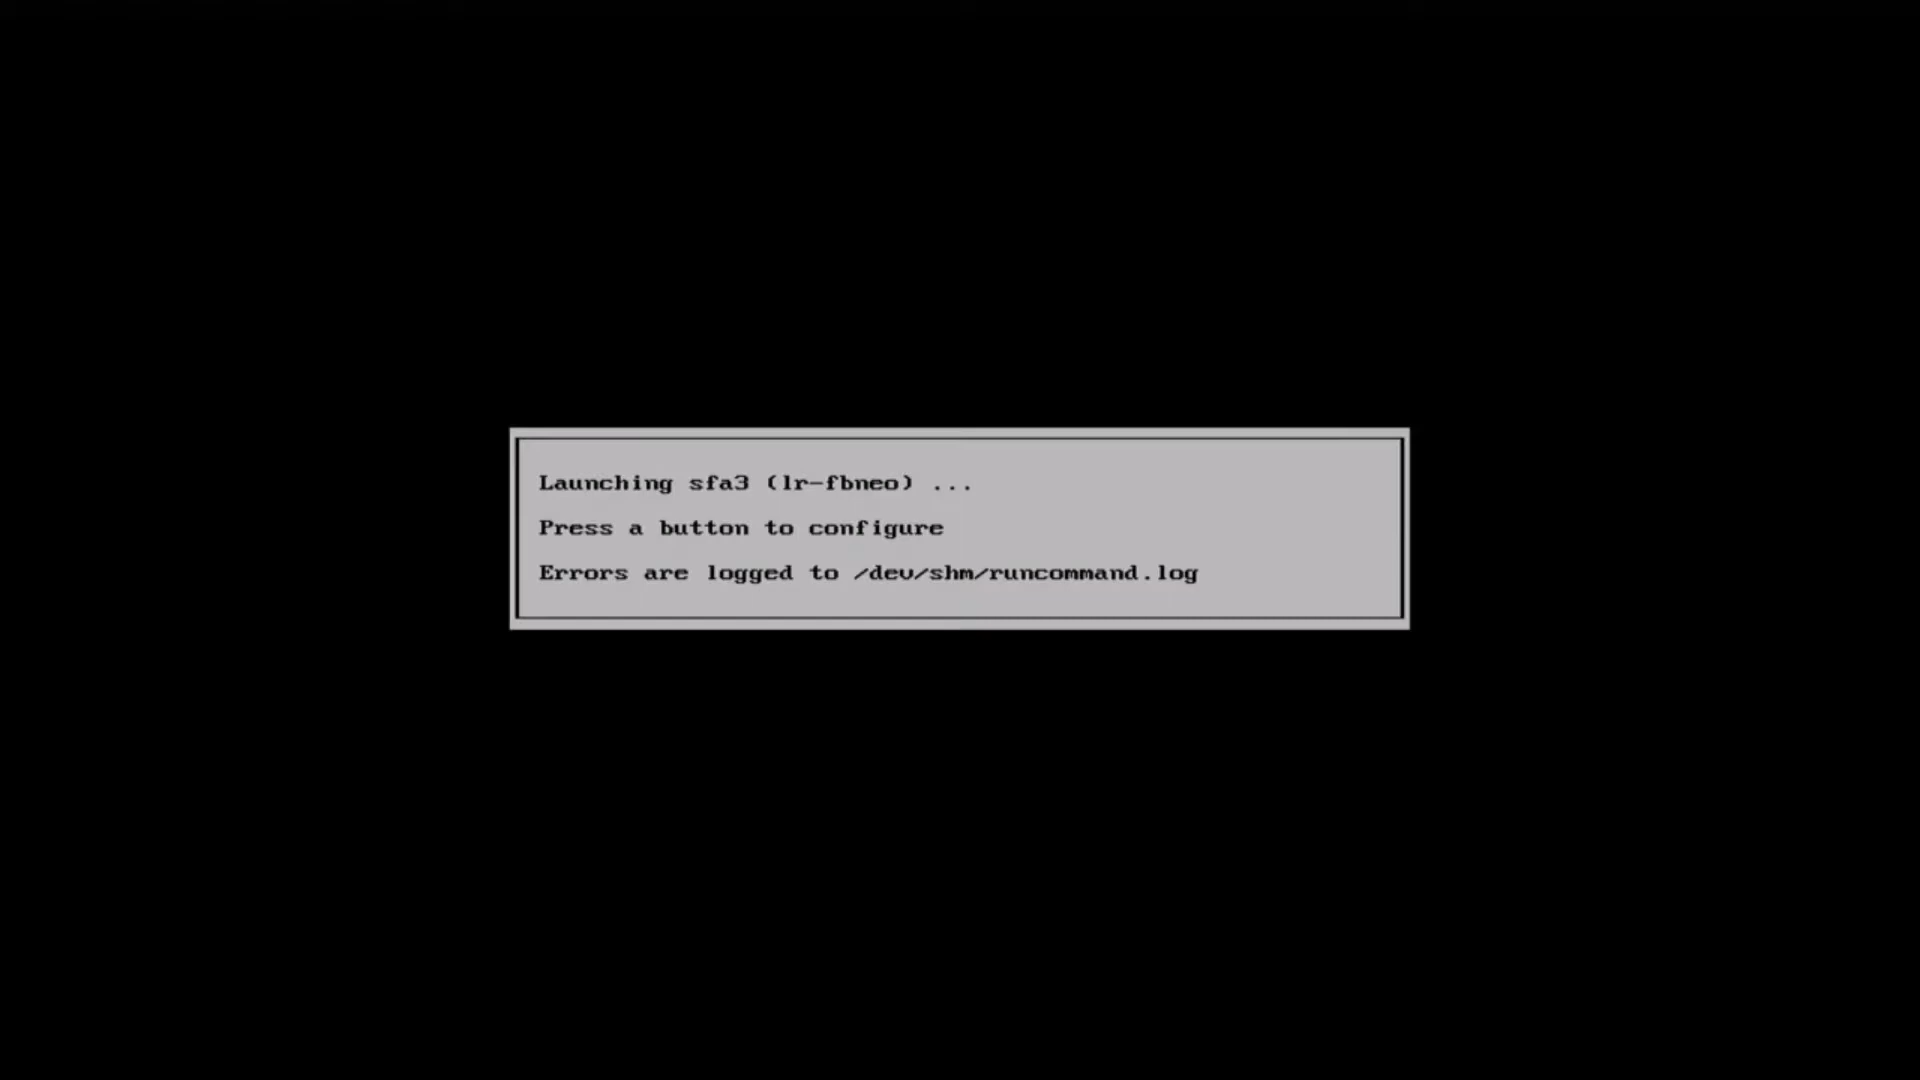 Launching sfa3 (lr-fbneo) ...
Press a button to configure
Errors are logged to /dev/shm/runcommand.log